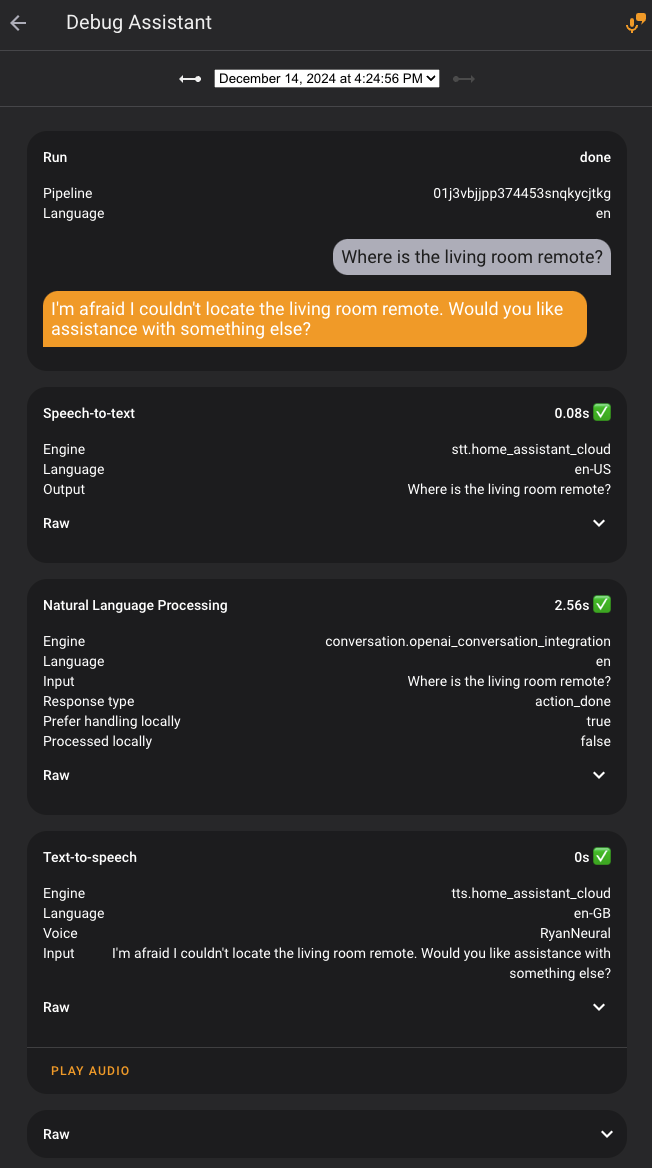 Debug Assistant
December 14, 2024 at 4:24:56 PM
Run done
Pipeline 01j3vbjjpp374453snqkycjtkg
Language en
Where is the living room remote?
I'm afraid I couldn't locate the living room remote. Would you like
assistance with something else?
Speech-to-text 0.08s ✅
Engine stt.home_assistant_cloud
Language en-US
Output Where is the living room remote?
Raw
Natural Language Processing 2.56s ✅
Engine conversation.openai_conversation_integration
Language en
Input Where is the living room remote?
Response type action_done
Prefer handling locally true
Processed locally false
Raw
Text-to-speech 0s ✅
Engine tts.home_assistant_cloud
Language en-GB
Voice RyanNeural
Input I'm afraid I couldn't locate the living room remote. Would you like assistance with
something else?
Raw
PLAY AUDIO
Raw